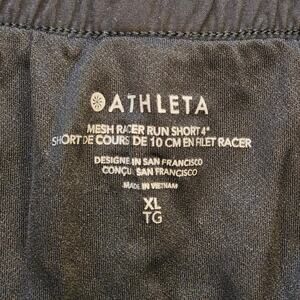 ATHLETA
MESH RACER RUN SHORT 4"
SHORT DE COURS DE 10 CM EN FILET RACER
DESIGNE IN SAN FRANCISCO
CONÇU SAN FRANCISCO
MADE IN VIETNAM
XL
TG